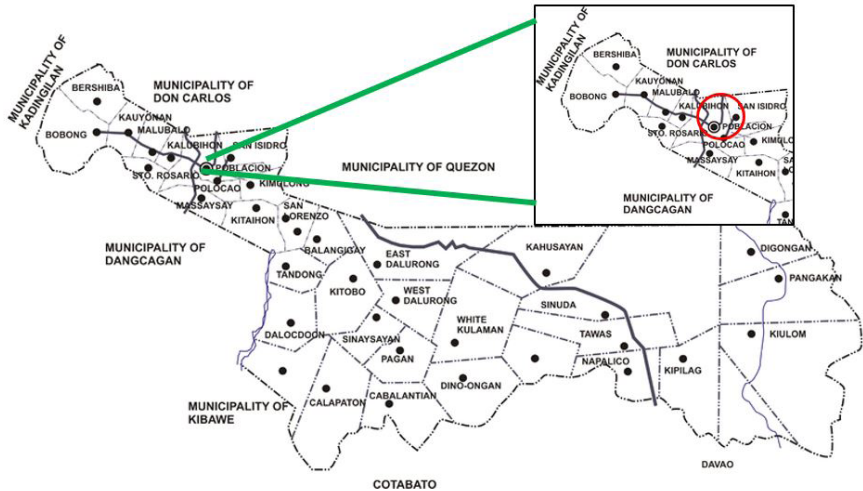 MUNICIPALITY OF
KADINGILAN
BERSHIBA
MUNICIPALITY OF
DON CARLOS
KAUYONAN
BOBONG
MALUBALO
KALUBIHON
SAN ISIDRO
STO. ROSARIO
POBLACION
POLOCAO
KIMULONG
MASSAYSAY
KITAIHON
SAN
LORENZO
MUNICIPALITY OF QUEZON
MUNICIPALITY OF
DANGCAGAN
BALANGIGAY
TANDONG
KITOBO
EAST
DALURONG
WEST
DALURONG
KAHUSAYAN
SINUDA
DALOCDOON
SINAYSAYAN
PAGAN
WHITE
KULAMAN
TAWAS
NAPALICO
KIPILAG
DIGONGAN
PANGAKAN
KIULOM
MUNICIPALITY OF
KIBAWE
CALAPATON
CABALANTIAN
DINO-ONGAN
COTABATO
DAVAO
MUNICIPALITY OF
KADINGILAN
BERSHIBA
MUNICIPALITY OF
DON CARLOS
KAUYONAN
BOBONG
MALUBALO
KALUBIHON
SAN ISIDRO
STO. ROSARIO
POBLACION
POLOCAO
KIMULO
MASSAYSAY
KITAIHON
SA
MUNICIPALITY OF
DANGCAGAN
TAN